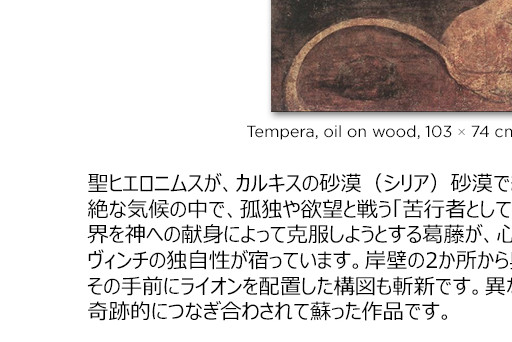 Tempera, oil on wood, 103 × 74 cm
聖ヒエロニムスが、カルキスの砂漠（シリア）砂漠で
絶な気候の中で、孤独や欲望と戦う「苦行者として
界を神への献身によって克服しようとする葛藤が、心
ヴィンチの独自性が宿っています。岸壁の2か所から
その手前にライオンを配置した構図も斬新です。異な
奇跡的につなぎ合わされて蘇った作品です。